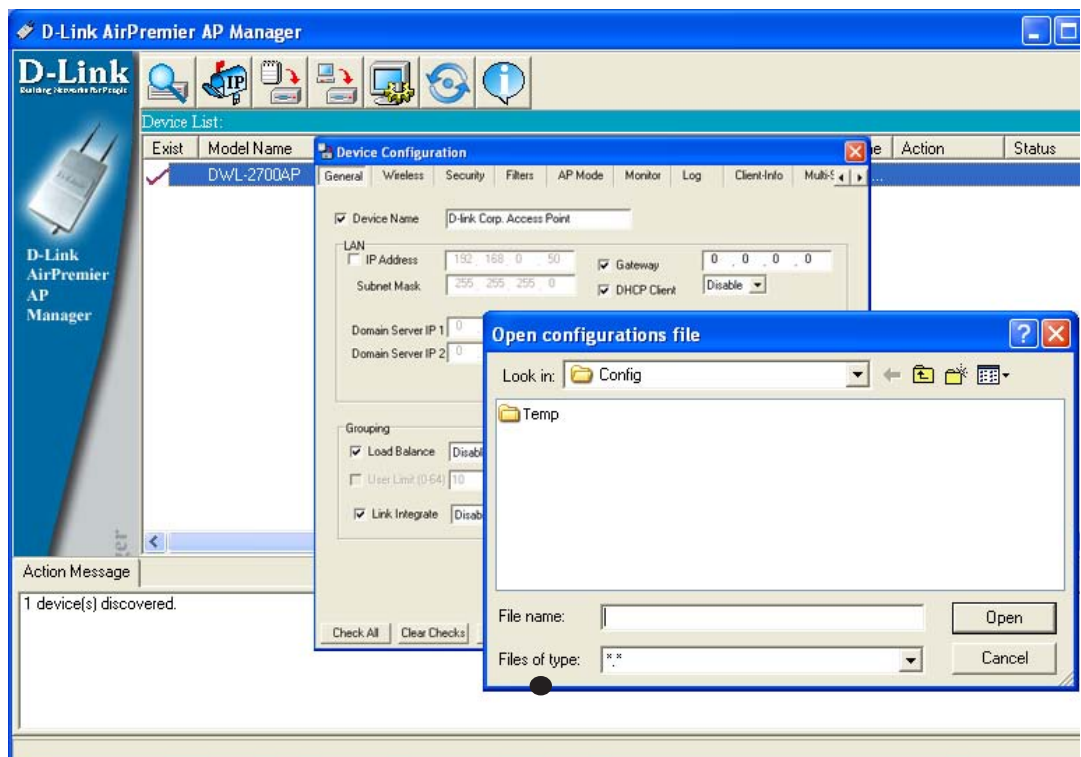 D-Link AirPremier AP Manager
D-Link
Building Networks for People
IP
Device List:
Exist Model Name Action Status
DWL-2700AP
D-Link
AirPremier
AP
Manager
Device Configuration
General Wireless Security Filters AP Mode Monitor Log Client-Info
Device Name D-link Corp. Access Point
LAN
IP Address 192 . 168 . 0 . 50 Gateway 0 . 0 . 0 . 0
Subnet Mask 255 . 255 . 255 . 0 DHCP Client Disable
Domain Server IP 1 0
Domain Server IP 2 0
Grouping
Load Balance Disabl
User Limit (0-64) 10
Link Integrate Disab
Check All Clear Checks
Open configurations file
Look in: Config
Temp
File name: Open
Files of type: *.* Cancel
Action Message
1 device(s) discovered.